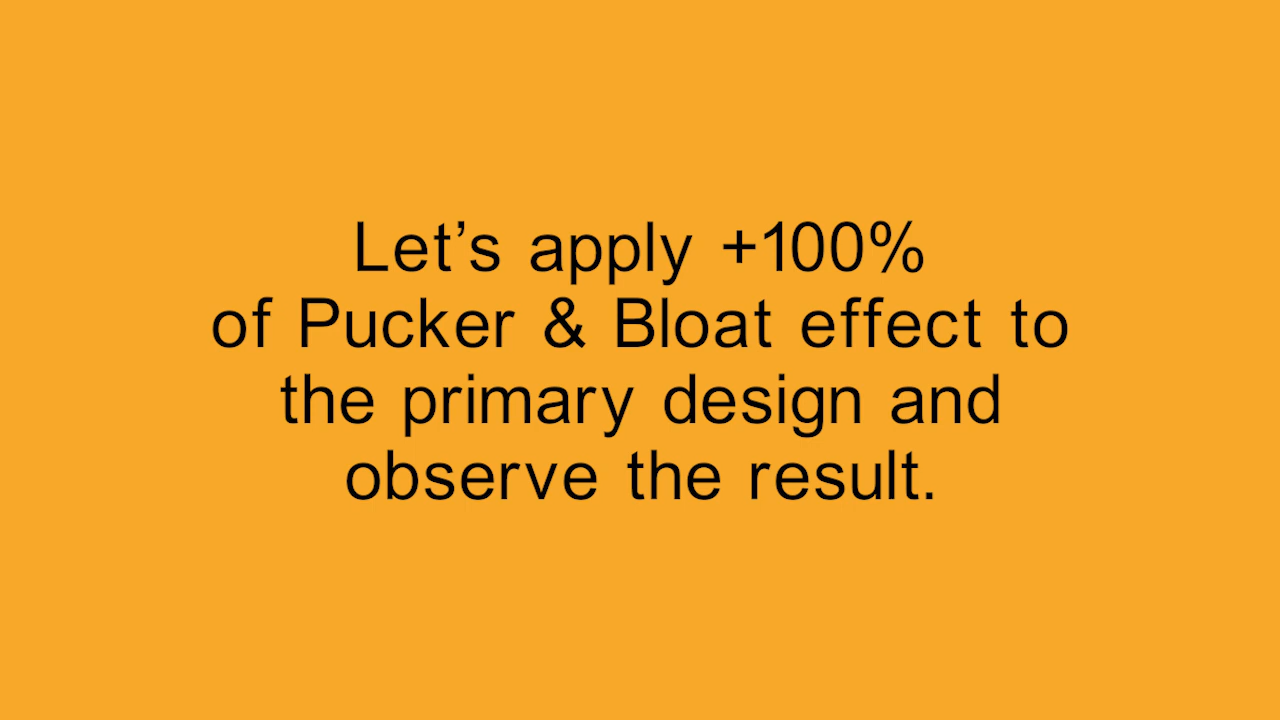 Let’s apply +100%
of Pucker & Bloat effect to
the primary design and
observe the result.